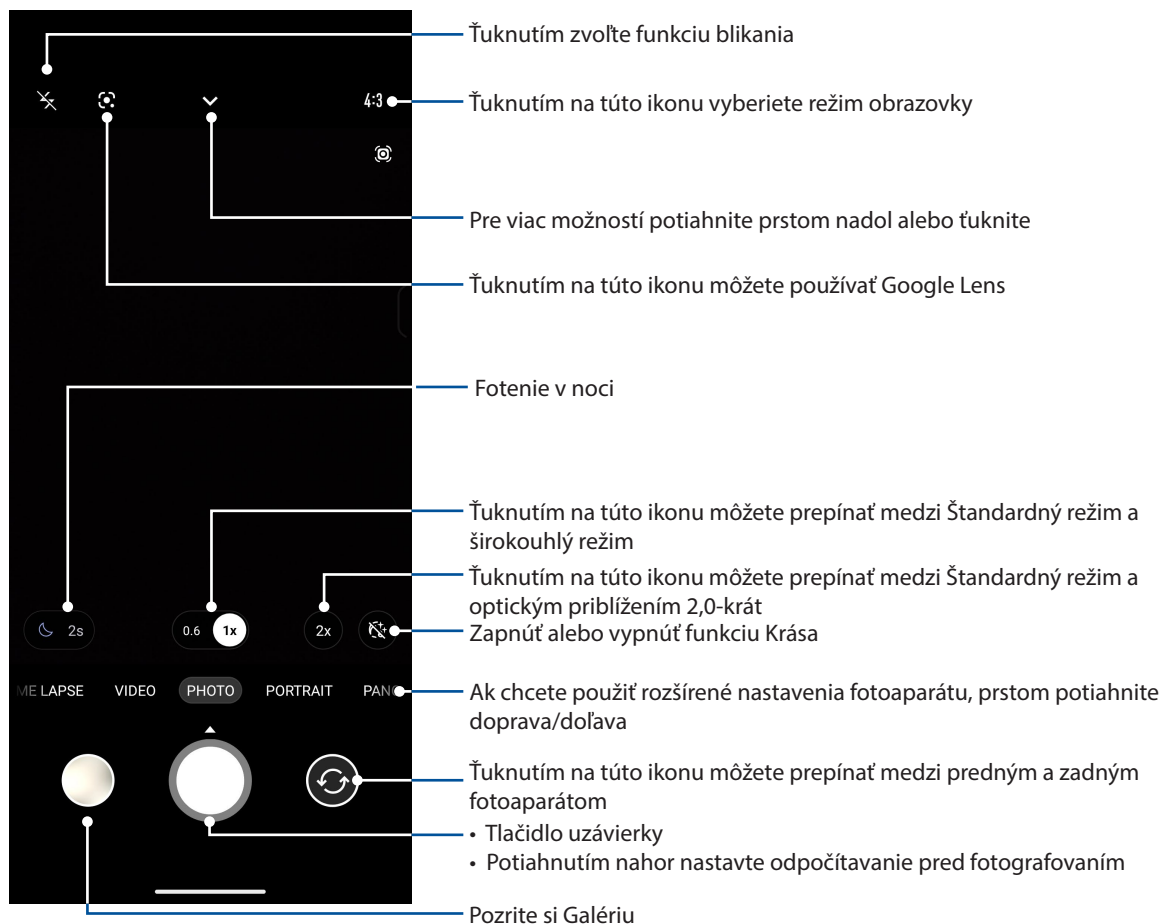 Ťuknutím zvoľte funkciu blikania
4:3
Ťuknutím na túto ikonu vyberiete režim obrazovky
Pre viac možností potiahnite prstom nadol alebo ťuknite
Ťuknutím na túto ikonu môžete používať Google Lens
Fotenie v noci
Ťuknutím na túto ikonu môžete prepínať medzi Štandardný režim a
širokouhlý režim
Ťuknutím na túto ikonu môžete prepínať medzi Štandardný režim a
optickým priblížením 2,0-krát
2s 0.6 1x 2x
Zapnúť alebo vypnúť funkciu Krása
ME LAPSE VIDEO PHOTO PORTRAIT PANO
Ak chcete použiť rozšírené nastavenia fotoaparátu, prstom potiahnite
doprava/doľava
Ťuknutím na túto ikonu môžete prepínať medzi predným a zadným
fotoaparátom
• Tlačidlo uzávierky
• Potiahnutím nahor nastavte odpočítavanie pred fotografovaním
Pozrite si Galériu